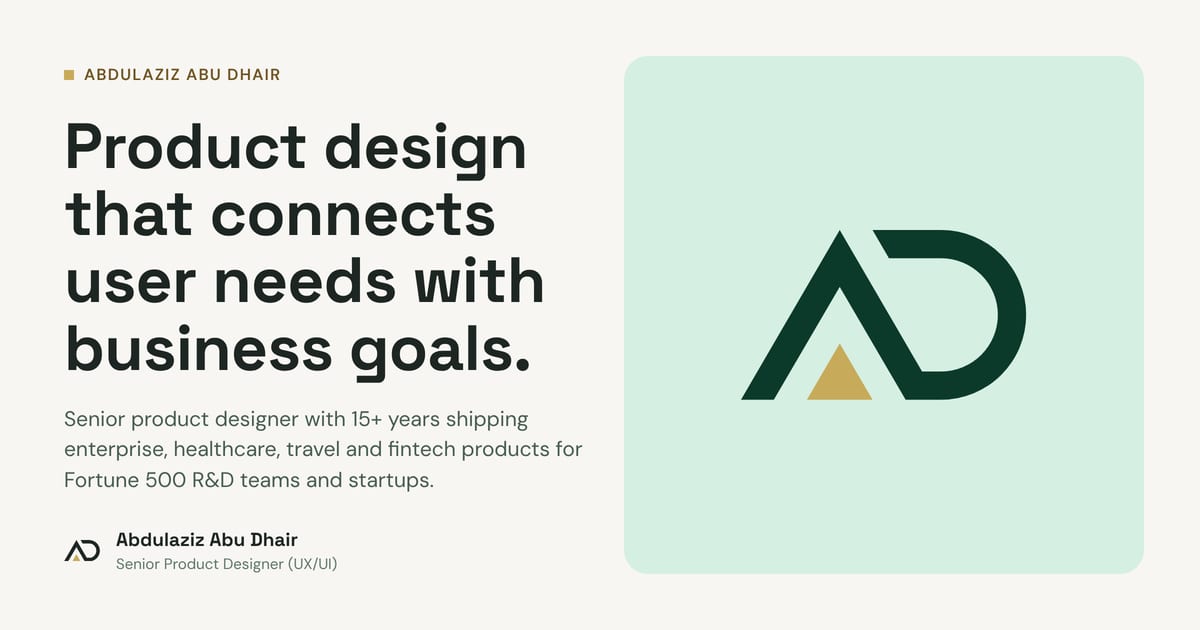 ABDULAZIZ ABU DHAIR
Product design
that connects
user needs with
business goals.
Senior product designer with 15+ years shipping
enterprise, healthcare, travel and fintech products for
Fortune 500 R&D teams and startups.
Abdulaziz Abu Dhair
Senior Product Designer (UX/UI)
AD